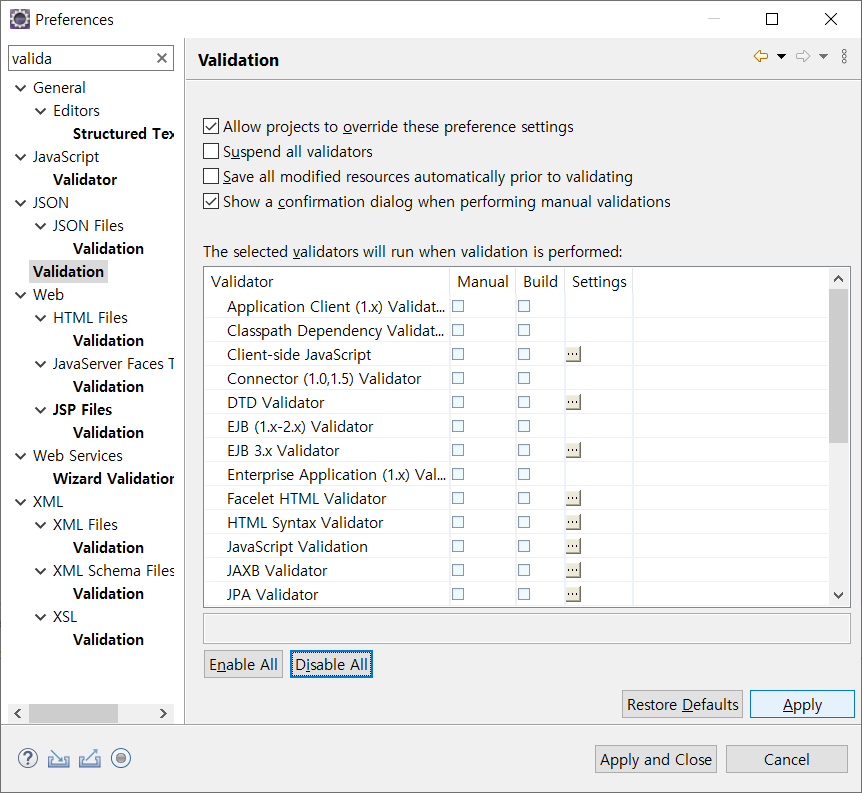 Preferences
valida
General
Editors
Structured Tex
JavaScript
Validator
JSON
JSON Files
Validation
Validation
Web
HTML Files
Validation
JavaServer Faces T
Validation
JSP Files
Validation
Web Services
Wizard Validation
XML
XML Files
Validation
XML Schema Files
Validation
XSL
Validation
Validation
Allow projects to override these preference settings
Suspend all validators
Save all modified resources automatically prior to validating
Show a confirmation dialog when performing manual validations
The selected validators will run when validation is performed:
Validator Manual Build Settings
Application Client (1.x) Validat...
Classpath Dependency Validat...
Client-side JavaScript ...
Connector (1.0,1.5) Validator
DTD Validator ...
EJB (1.x-2.x) Validator
EJB 3.x Validator ...
Enterprise Application (1.x) Val...
Facelet HTML Validator ...
HTML Syntax Validator ...
JavaScript Validation ...
JAXB Validator ...
JPA Validator ...
Enable All Disable All
Restore Defaults Apply
? Apply and Close Cancel